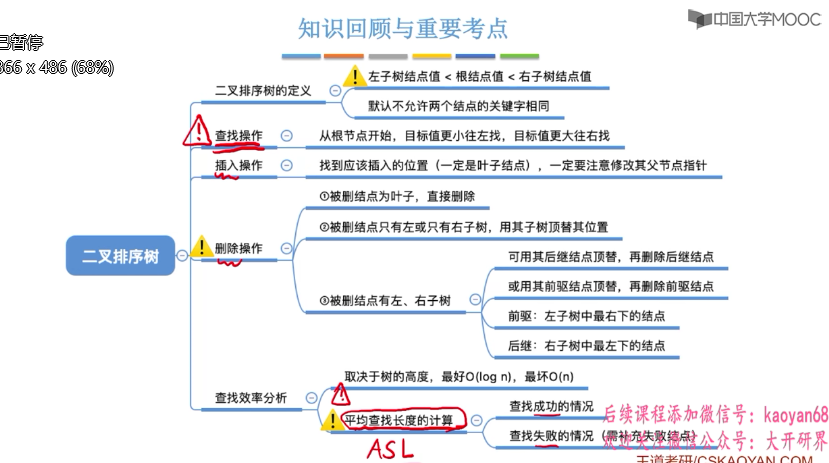 知识回顾与重要考点
中国大学MOOC
已暂停
866 x 486 (68%)
二叉排序树
二叉排序树的定义
左子树结点值 < 根结点值 < 右子树结点值
默认不允许两个结点的关键字相同
查找操作
从根节点开始，目标值更小往左找，目标值更大往右找
插入操作
找到应该插入的位置（一定是叶子结点），一定要注意修改其父节点指针
删除操作
①被删结点为叶子，直接删除
②被删结点只有左或只有右子树，用其子树顶替其位置
③被删结点有左、右子树
可用其后继结点顶替，再删除后继结点
或用其前驱结点顶替，再删除前驱结点
前驱：左子树中最右下的结点
后继：右子树中最左下的结点
查找效率分析
取决于树的高度，最好O(log n)，最坏O(n)
平均查找长度的计算
ASL
查找成功的情况
查找失败的情况（需补充失败结点）
后续课程添加微信号：kaoyan68
微信公众号：大开研界
王道考研/CSKAOYAN.COM